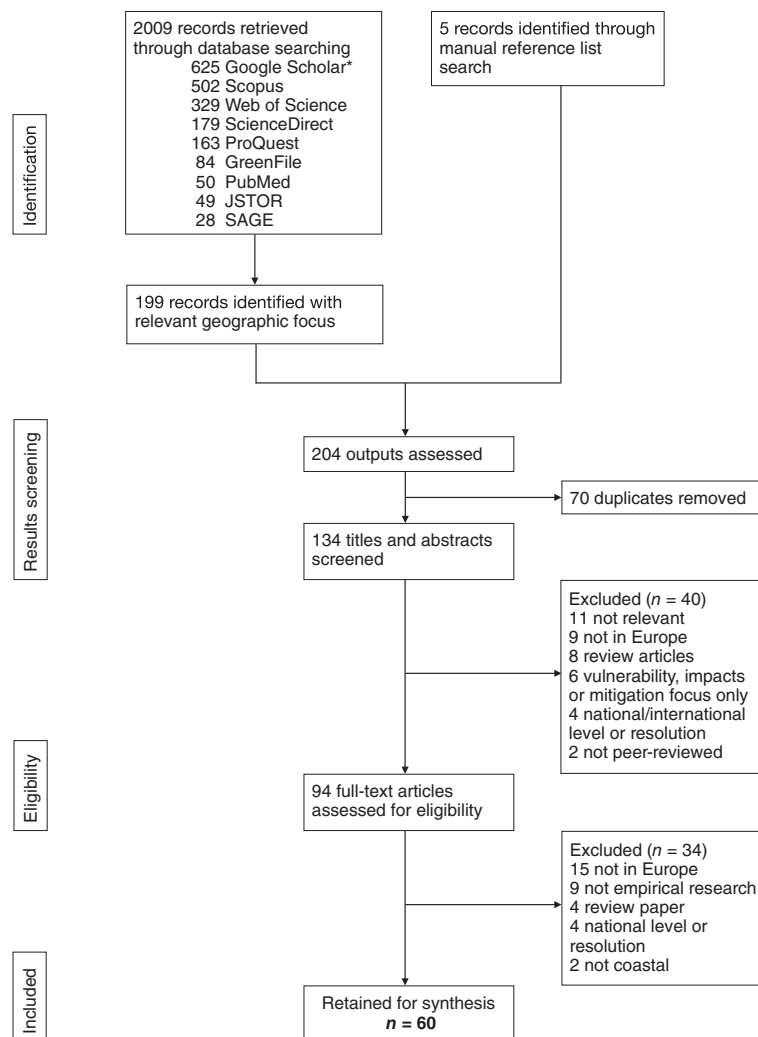 2009 records retrieved
through database searching
625 Google Scholar*
502 Scopus
329 Web of Science
179 ScienceDirect
163 ProQuest
84 GreenFile
50 PubMed
49 JSTOR
28 SAGE
5 records identified through
manual reference list
search
Identification
199 records identified with
relevant geographic focus
Results screening
204 outputs assessed
70 duplicates removed
134 titles and abstracts
screened
Excluded (n = 40)
11 not relevant
9 not in Europe
8 review articles
6 vulnerability, impacts
or mitigation focus only
4 national/international
level or resolution
2 not peer-reviewed
Eligibility
94 full-text articles
assessed for eligibility
Excluded (n = 34)
15 not in Europe
9 not empirical research
4 review paper
4 national level or
resolution
2 not coastal
Included
Retained for synthesis
n = 60